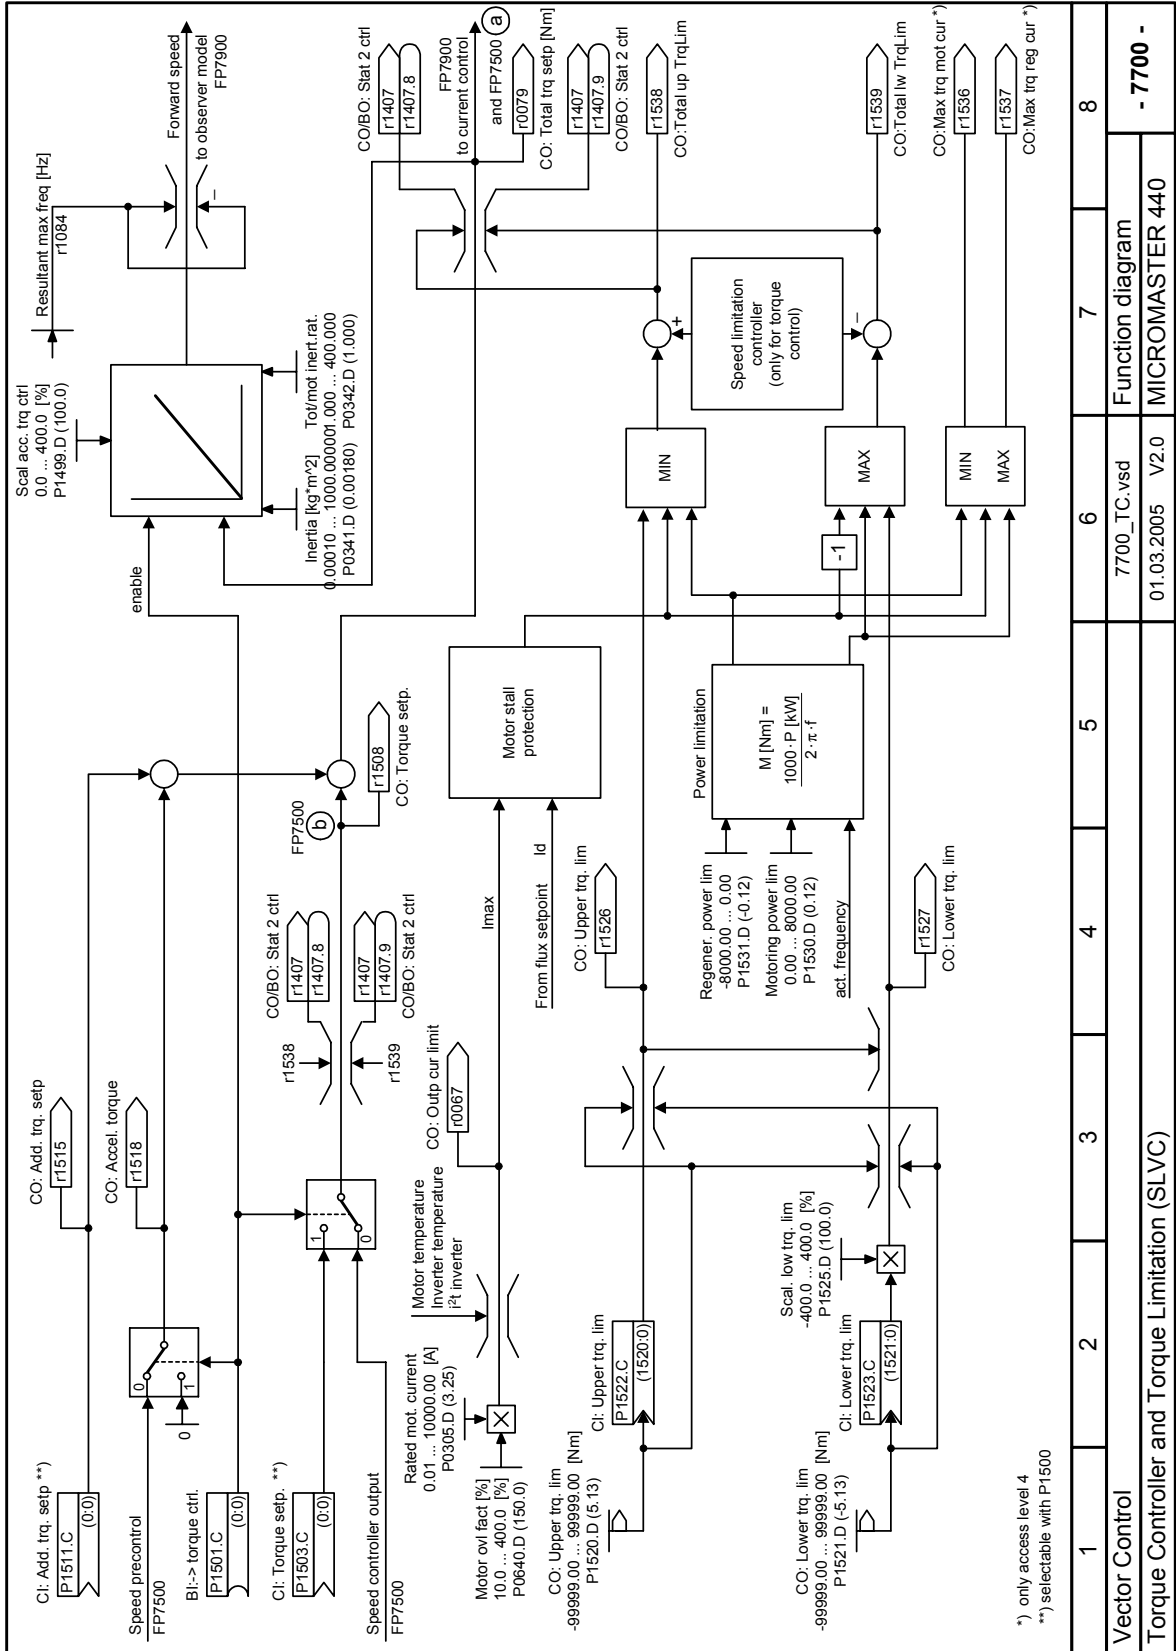 CI: Add. trq. setp **)
P1511.C
(0:0)
Speed precontrol
FP7500
BI:-> torque ctrl.
P1501.C
(0:0)
CI: Torque setp. **)
P1503.C
(0:0)
Speed controller output
FP7500
0
1
0
CO: Add. trq. setp
r1515
CO: Accel. torque
r1518
1
0
r1538
r1539
CO/BO: Stat 2 ctrl
r1407
r1407.8
r1407
r1407.9
CO/BO: Stat 2 ctrl
FP7500
b
r1508
CO: Torque setp.
enable
Scal acc. trq ctrl
0.0 ... 400.0 [%]
P1499.D (100.0)
Inertia [kg*m^2]
0.00010 ... 1000.00000
P0341.D (0.00180)
Tot/mot inert.rat.
1.000 ... 400.000
P0342.D (1.000)
Resultant max freq [Hz]
r1084
–
Forward speed
to observer model
FP7900
CO/BO: Stat 2 ctrl
r1407
r1407.8
FP7900
to current control
a
and FP7500
r0079
CO: Total trq setp [Nm]
r1407
r1407.9
CO/BO: Stat 2 ctrl
r1538
CO:Total up TrqLim
r1539
CO:Total lw TrqLim
r1536
CO:Max trq mot cur *)
r1537
CO:Max trq reg cur *)
Motor ovl fact [%]
10.0 ... 400.0 [%]
P0640.D (150.0)
Rated mot. current
0.01 ... 10000.00 [A]
P0305.D (3.25)
X
Motor temperature
Inverter temperature
i²t inverter
CO: Outp cur limit
r0067
Imax
From flux setpoint
Id
Motor stall
protection
CO: Upper trq. lim
-99999.00 ... 99999.00 [Nm]
P1520.D (5.13)
CI: Upper trq. lim
P1522.C
(1520:0)
CO: Upper trq. lim
r1526
Regener. power lim
-8000.00 ... 0.00
P1531.D (-0.12)
Motoring power lim
0.00 ... 8000.00
P1530.D (0.12)
act. frequency
Power limitation
M [Nm] =
1000·P [kW]
2·π·f
CO: Lower trq. lim
-99999.00 ... 99999.00 [Nm]
P1521.D (-5.13)
CI: Lower trq. lim
P1523.C
(1521:0)
Scal. low trq. lim
-400.0 ... 400.0 [%]
P1525.D (100.0)
X
r1527
CO: Lower trq. lim
-1
MIN
MAX
MIN
MAX
+
–
Speed limitation
controller
(only for torque
control)
*) only access level 4
**) selectable with P1500
1
2
3
4
5
6
7
8
Vector Control
7700_TC.vsd
Function diagram
- 7700 -
Torque Controller and Torque Limitation (SLVC)
01.03.2005 V2.0
MICROMASTER 440